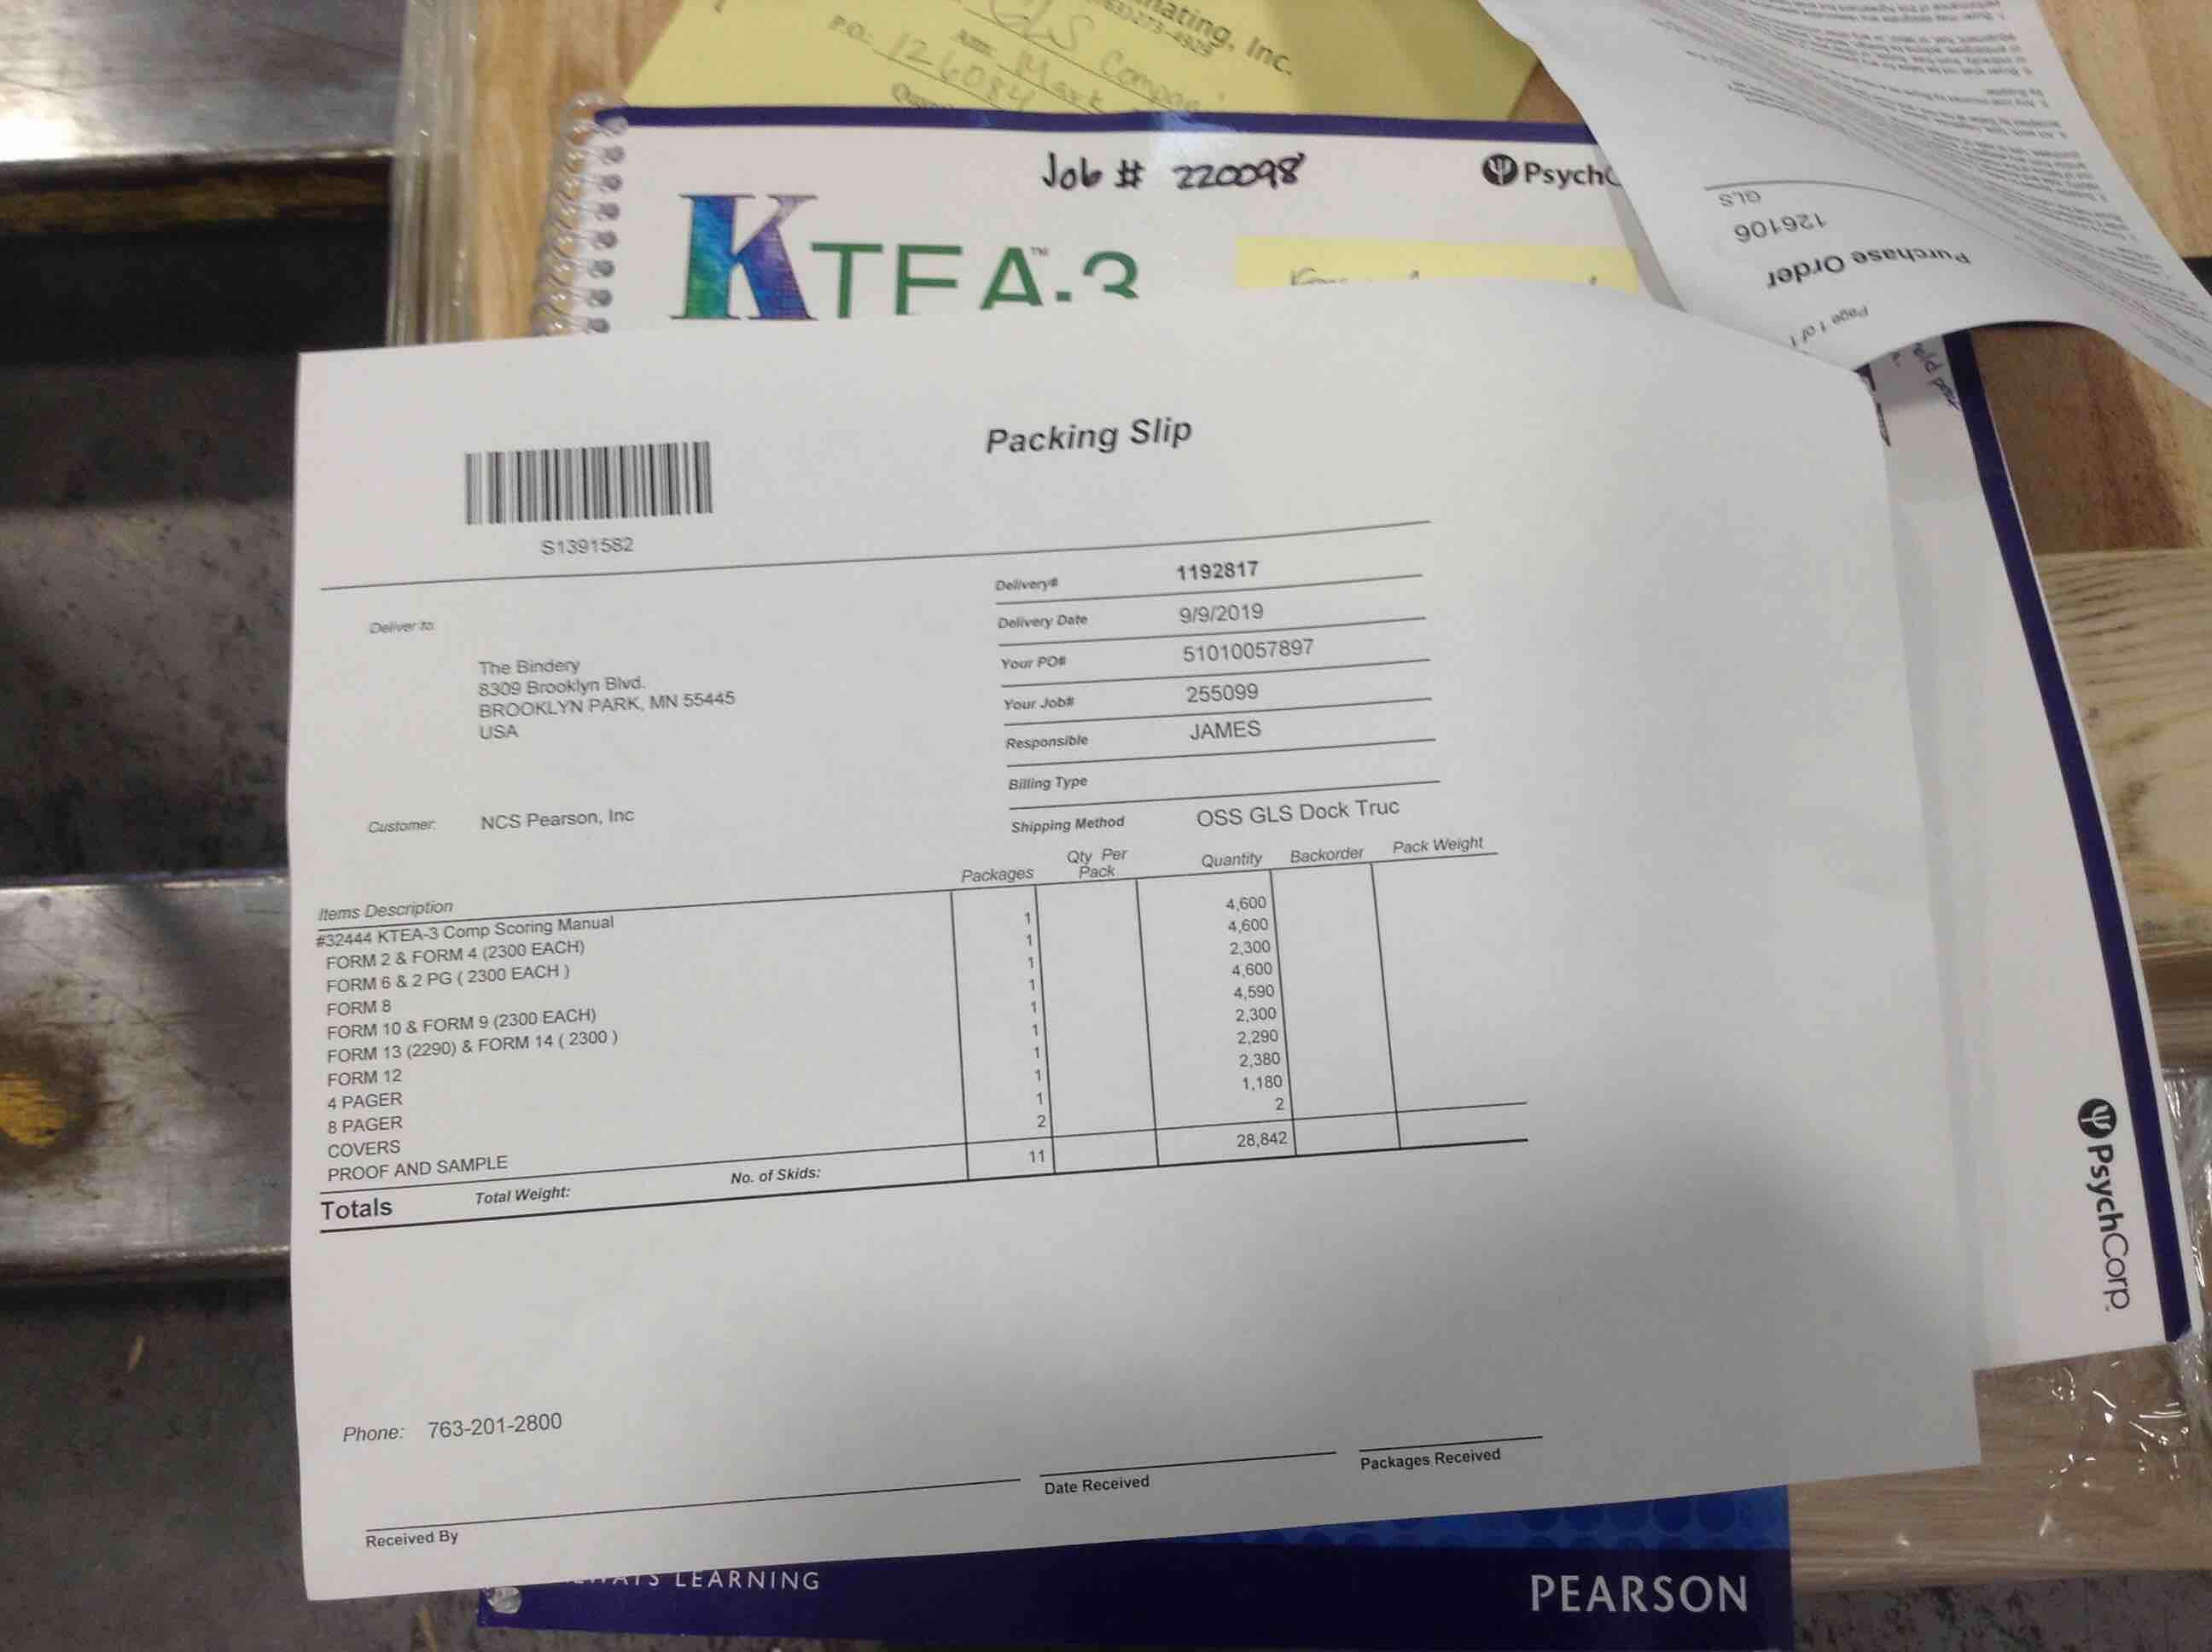 nating, Inc.
P.O.: 126084
Attn: Mark
Job # 220098
PsychC
KTEA-3
™
Page 1 of 1
Purchase Order
126106
GLS
Packing Slip
S1391582
Delivery# 1192817
Delivery Date 9/9/2019
Your PO# 51010057897
Your Job# 255099
Responsible JAMES
Billing Type
Shipping Method OSS GLS Dock Truc
Deliver to:
The Bindery
8309 Brooklyn Blvd.
BROOKLYN PARK, MN 55445
USA
Customer: NCS Pearson, Inc
Items Description Packages Qty Per Pack Quantity Backorder Pack Weight
#32444 KTEA-3 Comp Scoring Manual
FORM 2 & FORM 4 (2300 EACH) 1 4,600
FORM 6 & 2 PG ( 2300 EACH ) 1 4,600
FORM 8 1 2,300
FORM 10 & FORM 9 (2300 EACH) 1 4,600
FORM 13 (2290) & FORM 14 ( 2300 ) 1 4,590
FORM 12 1 2,300
4 PAGER 1 2,290
8 PAGER 1 2,380
COVERS 1 1,180
PROOF AND SAMPLE 2 2
Totals Total Weight: No. of Skids: 11 28,842
Phone: 763-201-2800
Received By
Date Received
Packages Received
PsychCorp
LEARNING
PEARSON